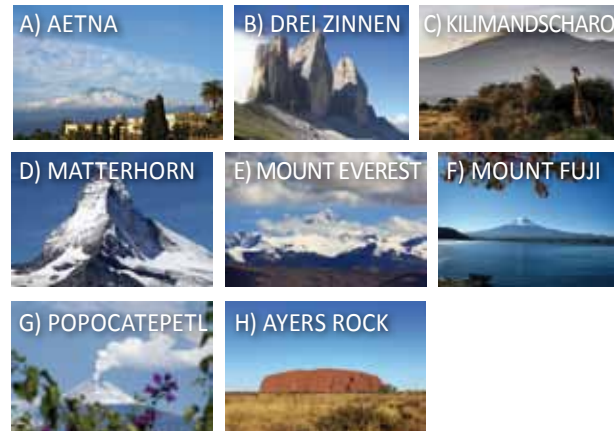 A) AETNA
B) DREI ZINNEN
C) KILIMANDSCHARO
D) MATTERHORN
E) MOUNT EVEREST
F) MOUNT FUJI
G) POPOCATEPETL
H) AYERS ROCK